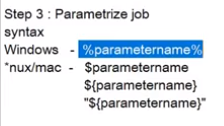 Step 3 : Parametrize job
syntax
Windows - %parametername%
*nux/mac - $parametername
${parametername}
"${parametername}"